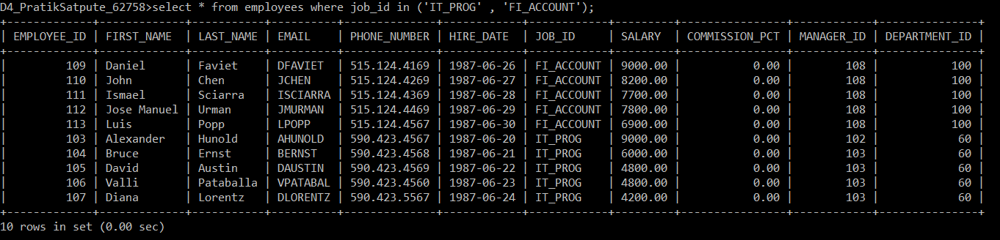 D4_PratikSatpute_62758>select * from employees where job_id in ('IT_PROG' , 'FI_ACCOUNT');
+-------------+-------------+-----------+----------+--------------+------------+------------+---------+----------------+------------+---------------+
| EMPLOYEE_ID | FIRST_NAME  | LAST_NAME | EMAIL    | PHONE_NUMBER | HIRE_DATE  | JOB_ID     | SALARY  | COMMISSION_PCT | MANAGER_ID | DEPARTMENT_ID |
+-------------+-------------+-----------+----------+--------------+------------+------------+---------+----------------+------------+---------------+
|         109 | Daniel      | Faviet    | DFAVIET  | 515.124.4169 | 1987-06-26 | FI_ACCOUNT | 9000.00 |           0.00 |        108 |           100 |
|         110 | John        | Chen      | JCHEN    | 515.124.4269 | 1987-06-27 | FI_ACCOUNT | 8200.00 |           0.00 |        108 |           100 |
|         111 | Ismael      | Sciarra   | ISCIARRA | 515.124.4369 | 1987-06-28 | FI_ACCOUNT | 7700.00 |           0.00 |        108 |           100 |
|         112 | Jose Manuel | Urman     | JMURMAN  | 515.124.4469 | 1987-06-29 | FI_ACCOUNT | 7800.00 |           0.00 |        108 |           100 |
|         113 | Luis        | Popp      | LPOPP    | 515.124.4567 | 1987-06-30 | FI_ACCOUNT | 6900.00 |           0.00 |        108 |           100 |
|         103 | Alexander   | Hunold    | AHUNOLD  | 590.423.4567 | 1987-06-20 | IT_PROG    | 9000.00 |           0.00 |        102 |            60 |
|         104 | Bruce       | Ernst     | BERNST   | 590.423.4568 | 1987-06-21 | IT_PROG    | 6000.00 |           0.00 |        103 |            60 |
|         105 | David       | Austin    | DAUSTIN  | 590.423.4569 | 1987-06-22 | IT_PROG    | 4800.00 |           0.00 |        103 |            60 |
|         106 | Valli       | Pataballa | VPATABAL | 590.423.4560 | 1987-06-23 | IT_PROG    | 4800.00 |           0.00 |        103 |            60 |
|         107 | Diana       | Lorentz   | DLORENTZ | 590.423.5567 | 1987-06-24 | IT_PROG    | 4200.00 |           0.00 |        103 |            60 |
+-------------+-------------+-----------+----------+--------------+------------+------------+---------+----------------+------------+---------------+
10 rows in set (0.00 sec)